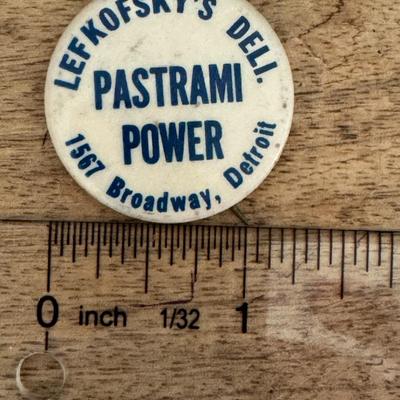 LEFKOFSKY'S DELI.
PASTRAMI
POWER
1567 Broadway, Detroit
0 inch 1/32 1